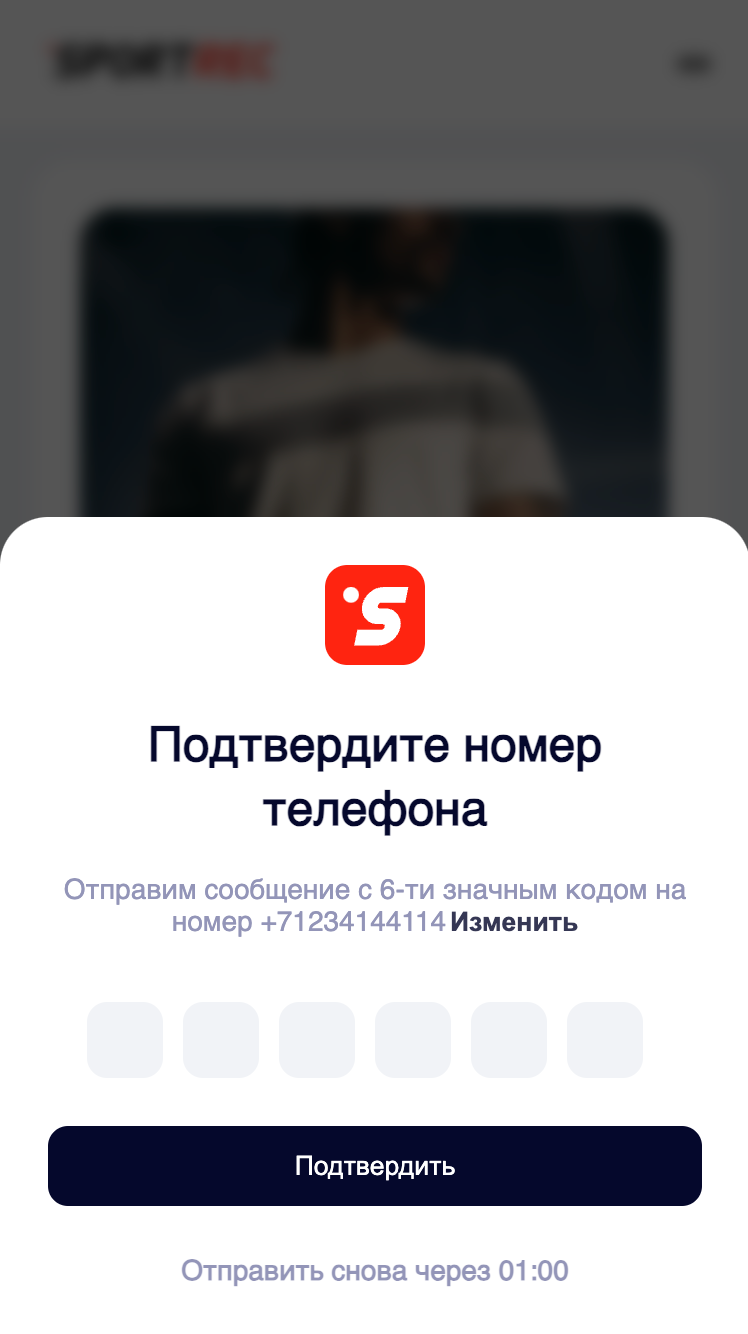 SPORTREC
S
Подтвердите номер
телефона
Отправим сообщение с 6-ти значным кодом на
номер +71234144114 Изменить
Подтвердить
Отправить снова через 01:00